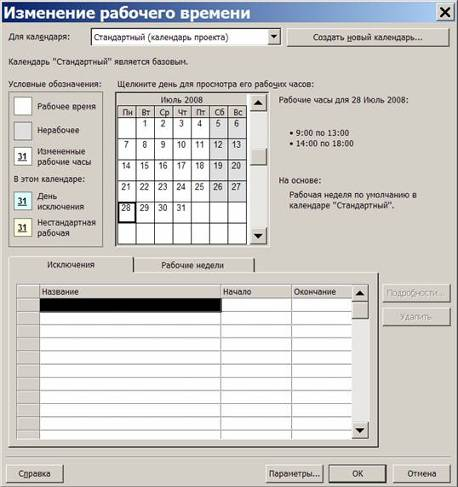 Изменение рабочего времени
Для календаря: Стандартный (календарь проекта) Создать новый календарь...
Календарь "Стандартный" является базовым.
Условные обозначения:
Рабочее время
Нерабочее
31 Измененные рабочие часы
В этом календаре:
31 День исключения
31 Нестандартная рабочая
Щелкните день для просмотра его рабочих часов:
Июль 2008
Пн Вт Ср Чт Пт Сб Вс
1 2 3 4 5 6
7 8 9 10 11 12 13
14 15 16 17 18 19 20
21 22 23 24 25 26 27
28 29 30 31
Рабочие часы для 28 Июль 2008:
• 9:00 по 13:00
• 14:00 по 18:00
На основе:
Рабочая неделя по умолчанию в
календаре "Стандартный".
Исключения Рабочие недели
Название Начало Окончание
Подробности...
Удалить
Справка Параметры... ОК Отмена